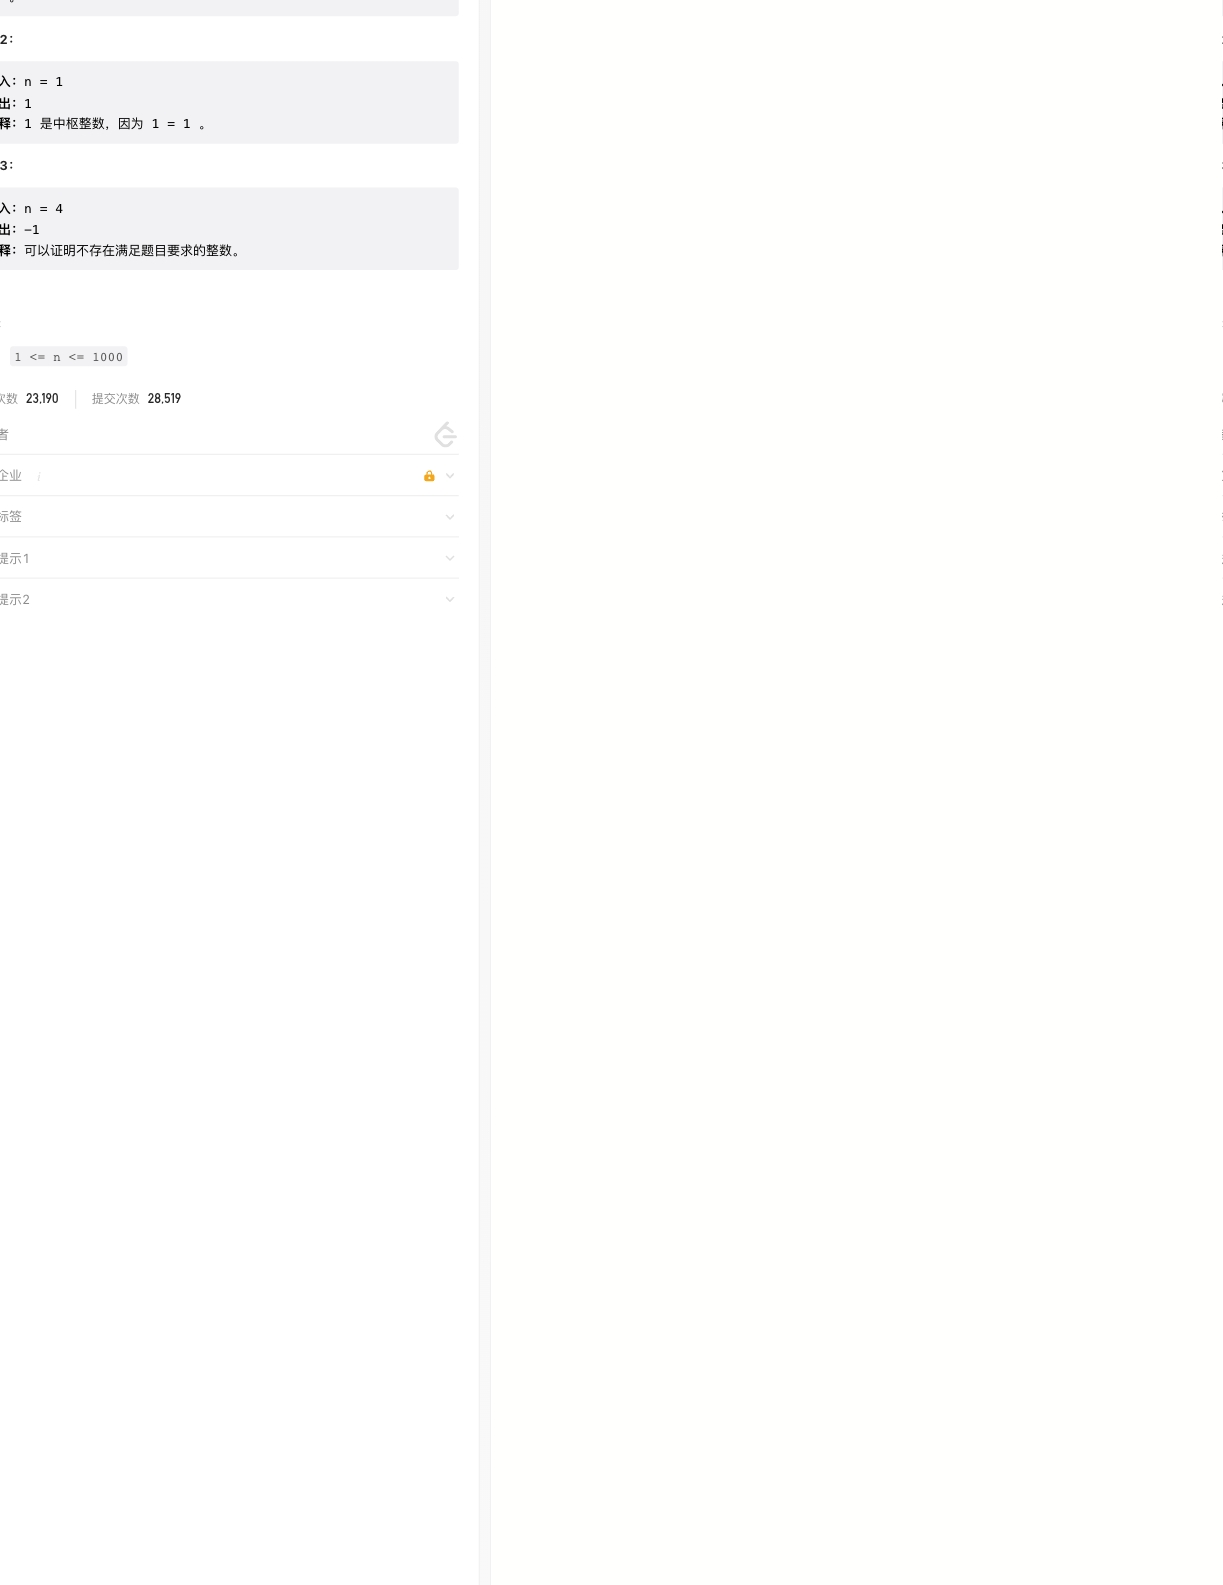 2：
入：n = 1
出：1
释：1 是中枢整数，因为 1 = 1 。
3：
入：n = 4
出：-1
释：可以证明不存在满足题目要求的整数。
1 <= n <= 1000
次数 23,190 提交次数 28,519
者
企业 i
标签
提示1
提示2